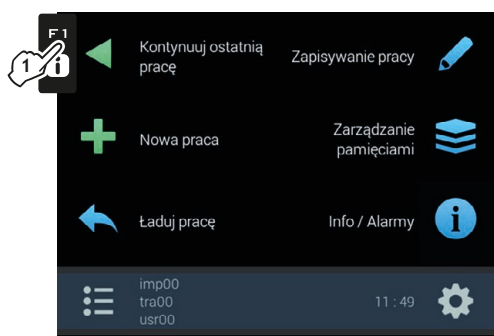 F1
1
i
Kontynuuj ostatnią
pracę
Zapisywanie pracy
Nowa praca
Zarządzanie
pamięciami
Ładuj pracę
Info / Alarmy
i
imp00
tra00
usr00
11 : 49